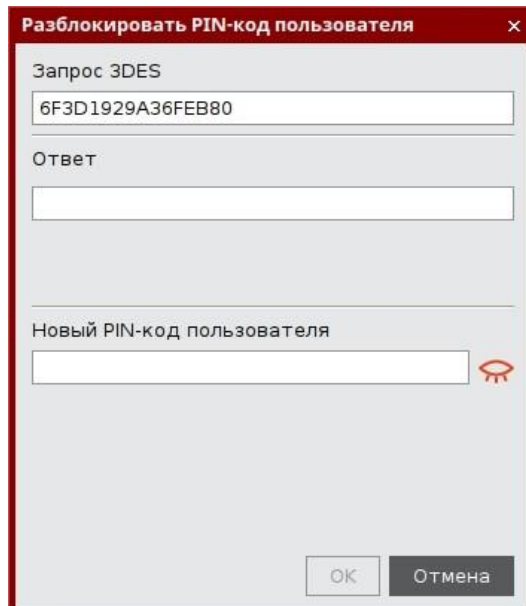 Разблокировать PIN-код пользователя
Запрос 3DES
6F3D1929A36FEB80
Ответ
Новый PIN-код пользователя
OK
Отмена